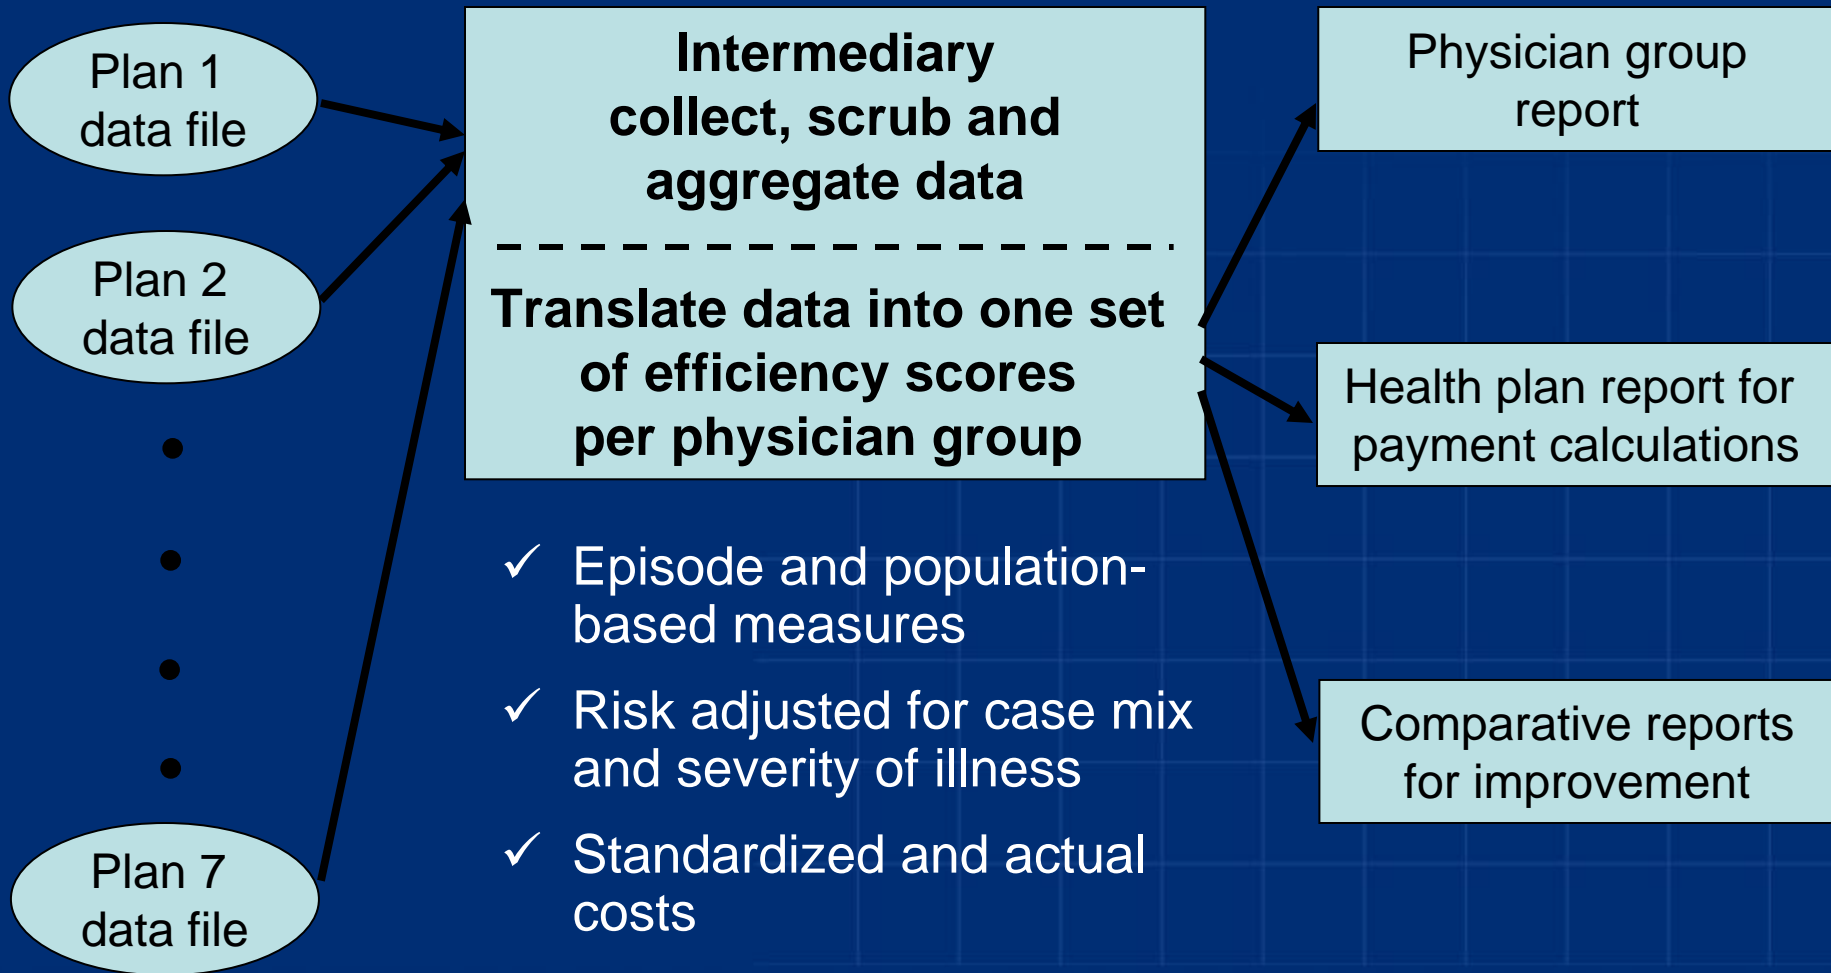 Plan 1
data file
Plan 2
data file
Plan 7
data file
Intermediary
collect, scrub and
aggregate data
Translate data into one set
of efficiency scores
per physician group
✓ Episode and population-
based measures
✓ Risk adjusted for case mix
and severity of illness
✓ Standardized and actual
costs
Physician group
report
Health plan report for
payment calculations
Comparative reports
for improvement